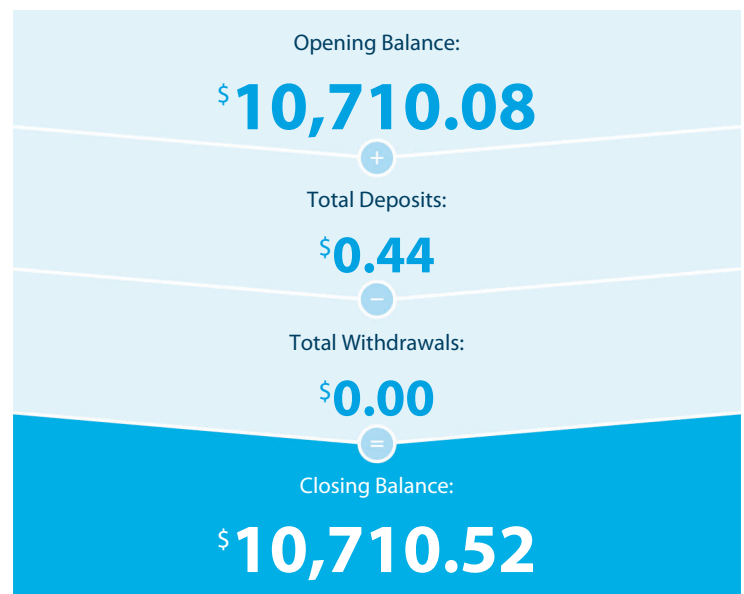 Opening Balance:
$10,710.08
+
Total Deposits:
$0.44
−
Total Withdrawals:
$0.00
=
Closing Balance:
$10,710.52